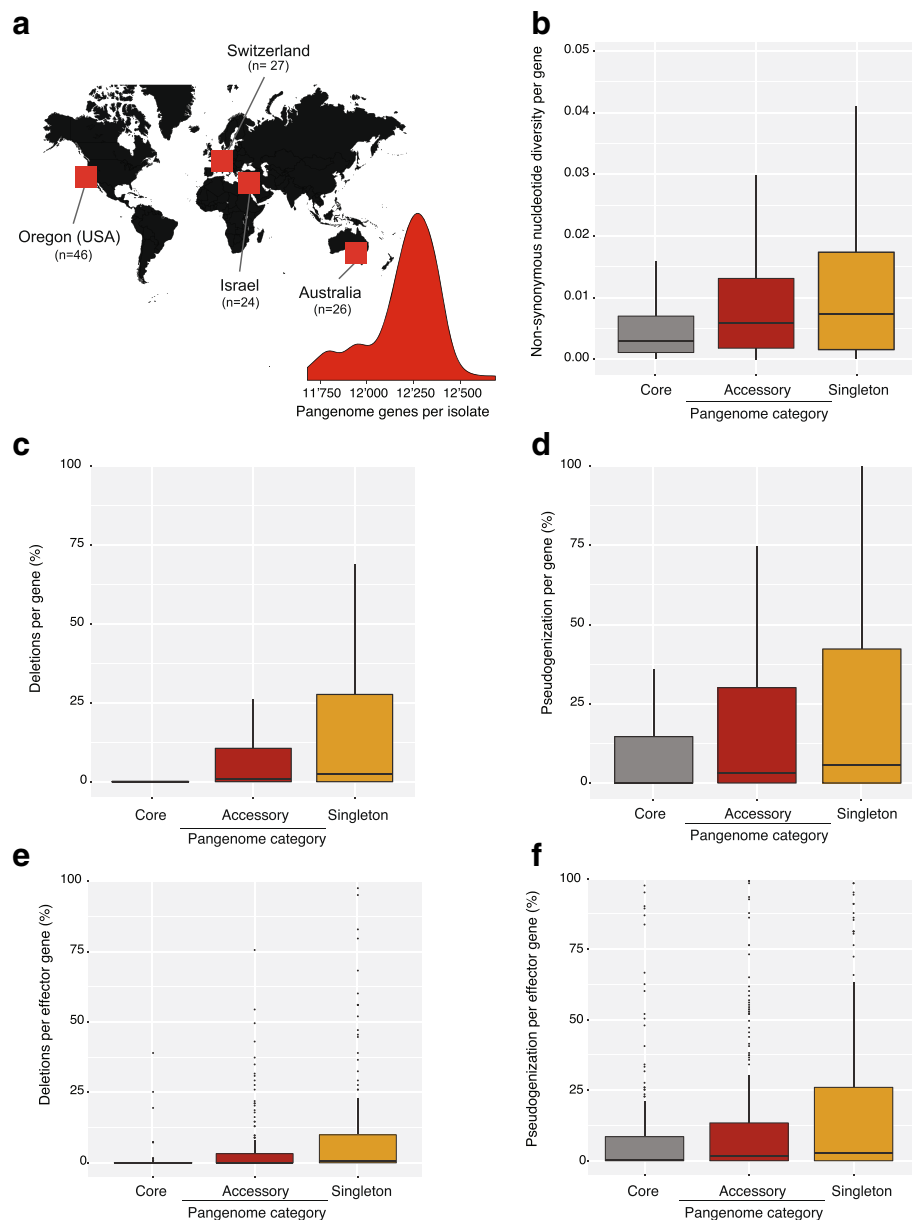 a
Switzerland
(n= 27)
Oregon (USA)
(n=46)
Israel
(n=24)
Australia
(n=26)
11'750 12'000 12'250 12'500
Pangenome genes per isolate
b
Non-synonymous nucldeotide diversity per gene
0.05
0.04
0.03
0.02
0.01
0.00
Core Accessory Singleton
Pangenome category
c
Deletions per gene (%)
100
75
50
25
0
Core Accessory Singleton
Pangenome category
d
Pseudogenization per gene (%)
100
75
50
25
0
Core Accessory Singleton
Pangenome category
e
Deletions per effector gene (%)
100
75
50
25
0
Core Accessory Singleton
Pangenome category
f
Pseudogenization per effector gene (%)
100
75
50
25
0
Core Accessory Singleton
Pangenome category